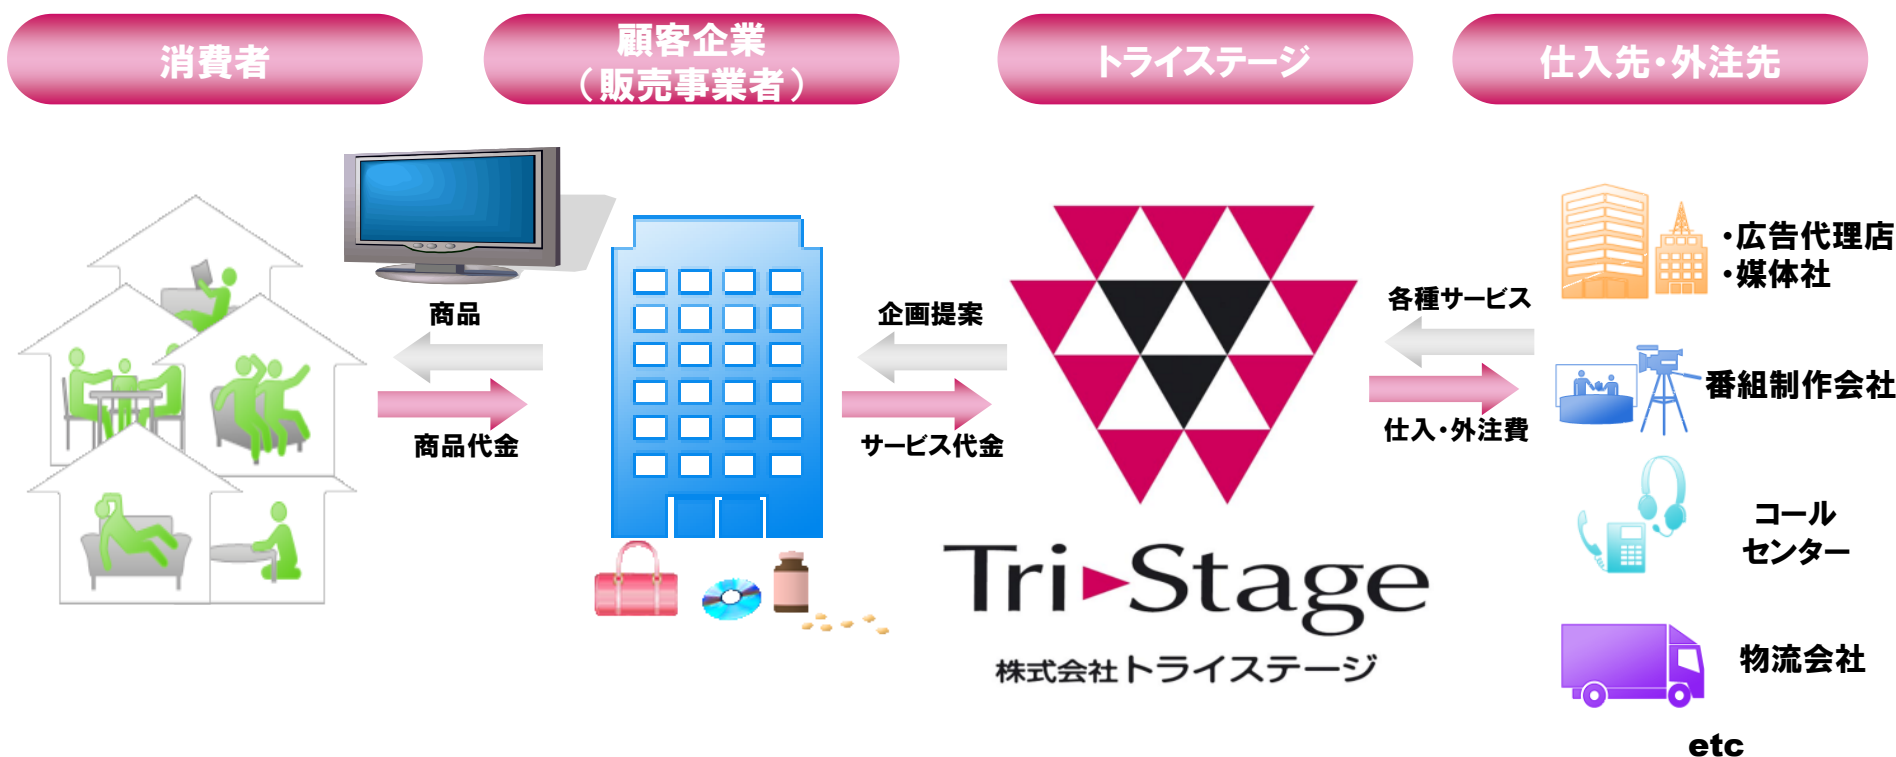 消費者
顧客企業
（販売事業者）
トライステージ
仕入先・外注先
商品
商品代金
企画提案
サービス代金
Tri Stage
株式会社トライステージ
各種サービス
仕入・外注費
・広告代理店
・媒体社
番組制作会社
コール
センター
物流会社
etc